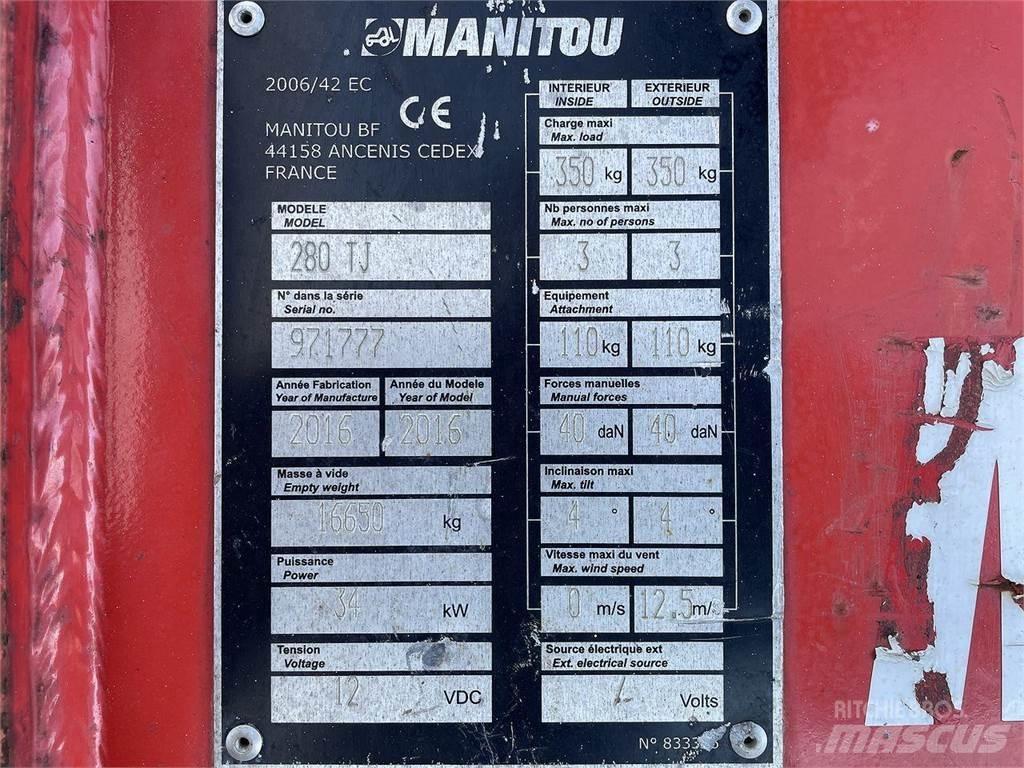 MANITOU
2006/42 EC
CE
MANITOU BF
44158 ANCENIS CEDEX
FRANCE
MODELE
MODEL
280 TJ
N° dans la série
Serial no.
971777
Année Fabrication
Year of Manufacture
Année du Modele
Year of Model
2016
2016
Masse à vide
Empty weight
16650 kg
Puissance
Power
34 kW
Tension
Voltage
12 VDC
INTERIEUR
INSIDE
EXTERIEUR
OUTSIDE
Charge maxi
Max. load
350 kg 350 kg
Nb personnes maxi
Max. no of persons
3 3
Equipement
Attachment
110 kg 110 kg
Forces manuelles
Manual forces
40 daN 40 daN
Inclinaison maxi
Max. tilt
4 ° 4 °
Vitesse maxi du vent
Max. wind speed
0 m/s 12.5 m/s
Source électrique ext
Ext. electrical source
/ Volts
N°
RITCHIE BROS
MASCUS